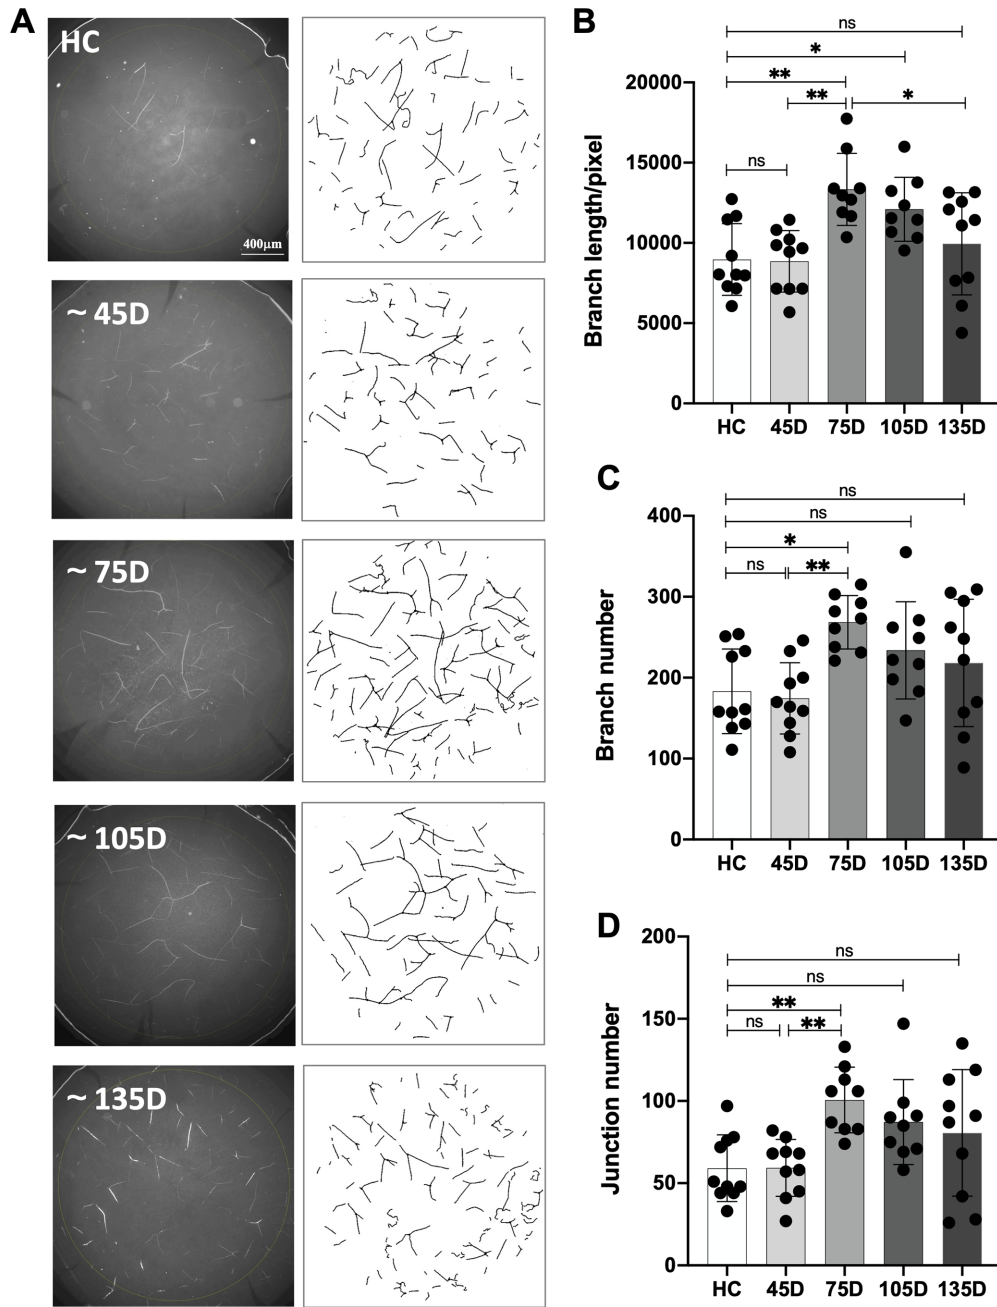 A
HC
400μm
~ 45D
~ 75D
~ 105D
~ 135D
B
ns
*
**
** *
ns
Branch length/pixel
20000
15000
10000
5000
0
HC 45D 75D 105D 135D
C
ns
ns
*
ns **
Branch number
400
300
200
100
0
HC 45D 75D 105D 135D
D
ns
ns
**
ns **
Junction number
200
150
100
50
0
HC 45D 75D 105D 135D